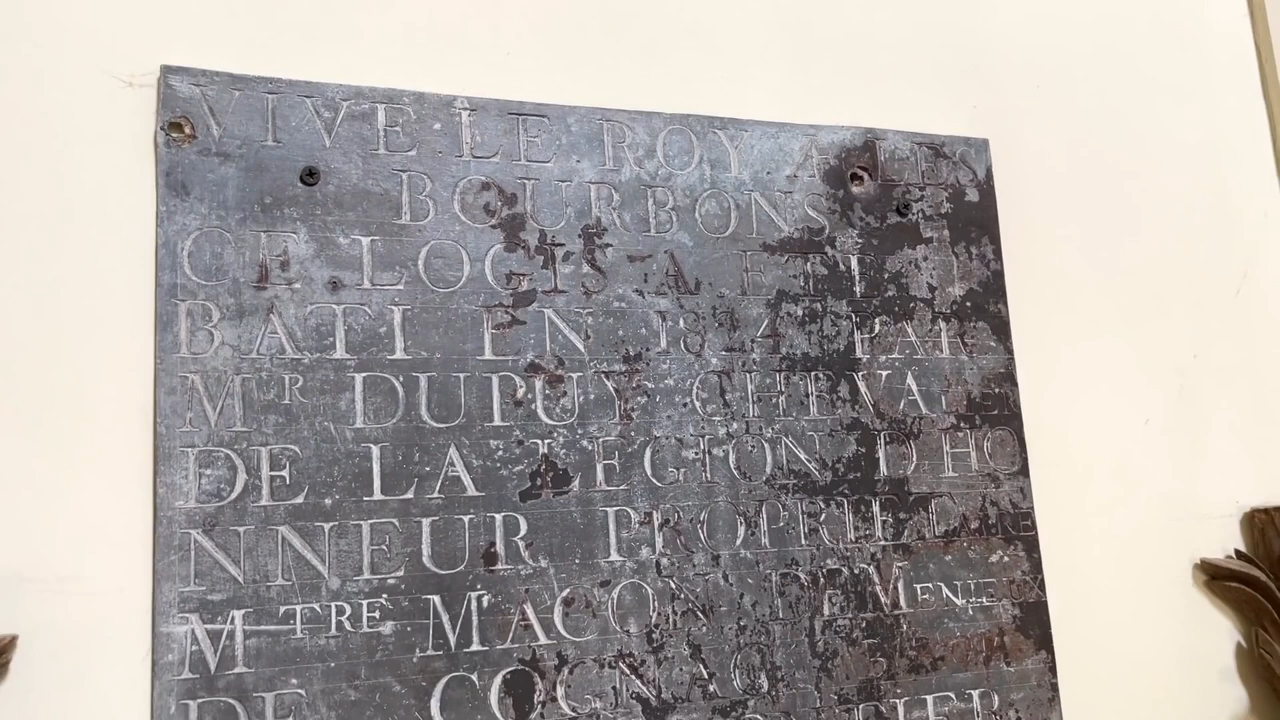 VIVE LE ROY Æ LES
BOURBONS
CE LOGIS A ETE
BATI EN 1824 PAR
MR DUPUY CHEVALIER
DE LA LEGION D HO
NNEUR PROPRIETAIRE
MTRE MACON DE MENIEUX
DE COGNAC